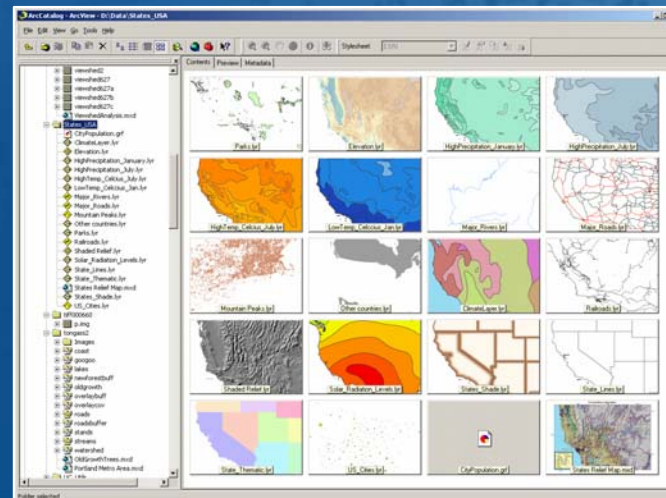 ArcCatalog - ArcView - D:\Data\States_USA
File Edit View Go Tools Help
Stylesheet:
Contents Preview Metadata
viewshed2
viewshed627
viewshed627a
viewshed627b
viewshed627c
ViewshedAnalysis.mxd
States_USA
CityPopulation.grf
ClimateLayer.lyr
Elevation.lyr
HighPrecipitation_January.lyr
HighPrecipitation_July.lyr
HighTemp_Celcius_July.lyr
LowTemp_Celcius_Jan.lyr
Major_Rivers.lyr
Major_Roads.lyr
Mountain Peaks.lyr
Other countries.lyr
Parks.lyr
Railroads.lyr
Shaded Relief.lyr
Solar_Radiation_Levels.lyr
State_Lines.lyr
State_Thematic.lyr
States Relief Map.mxd
States_Shade.lyr
US_Cities.lyr
p.img
Images
coast
googoo
lakes
newforestbuff
oldgrowth
overlaybuff
overlaycov
roads
roadsbuffer
stands
streams
watershed
OldGrowthTrees.mxd
Portland Metro Area.mxd
Parks.lyr Elevation.lyr HighPrecipitation_January.lyr HighPrecipitation_July.lyr
HighTemp_Celcius_July.lyr LowTemp_Celcius_Jan.lyr Major_Rivers.lyr Major_Roads.lyr
Mountain Peaks.lyr Other countries.lyr ClimateLayer.lyr Railroads.lyr
Shaded Relief.lyr Solar_Radiation_Levels.lyr States_Shade.lyr State_Lines.lyr
State_Thematic.lyr US_Cities.lyr CityPopulation.grf States Relief Map.mxd
Folder selected